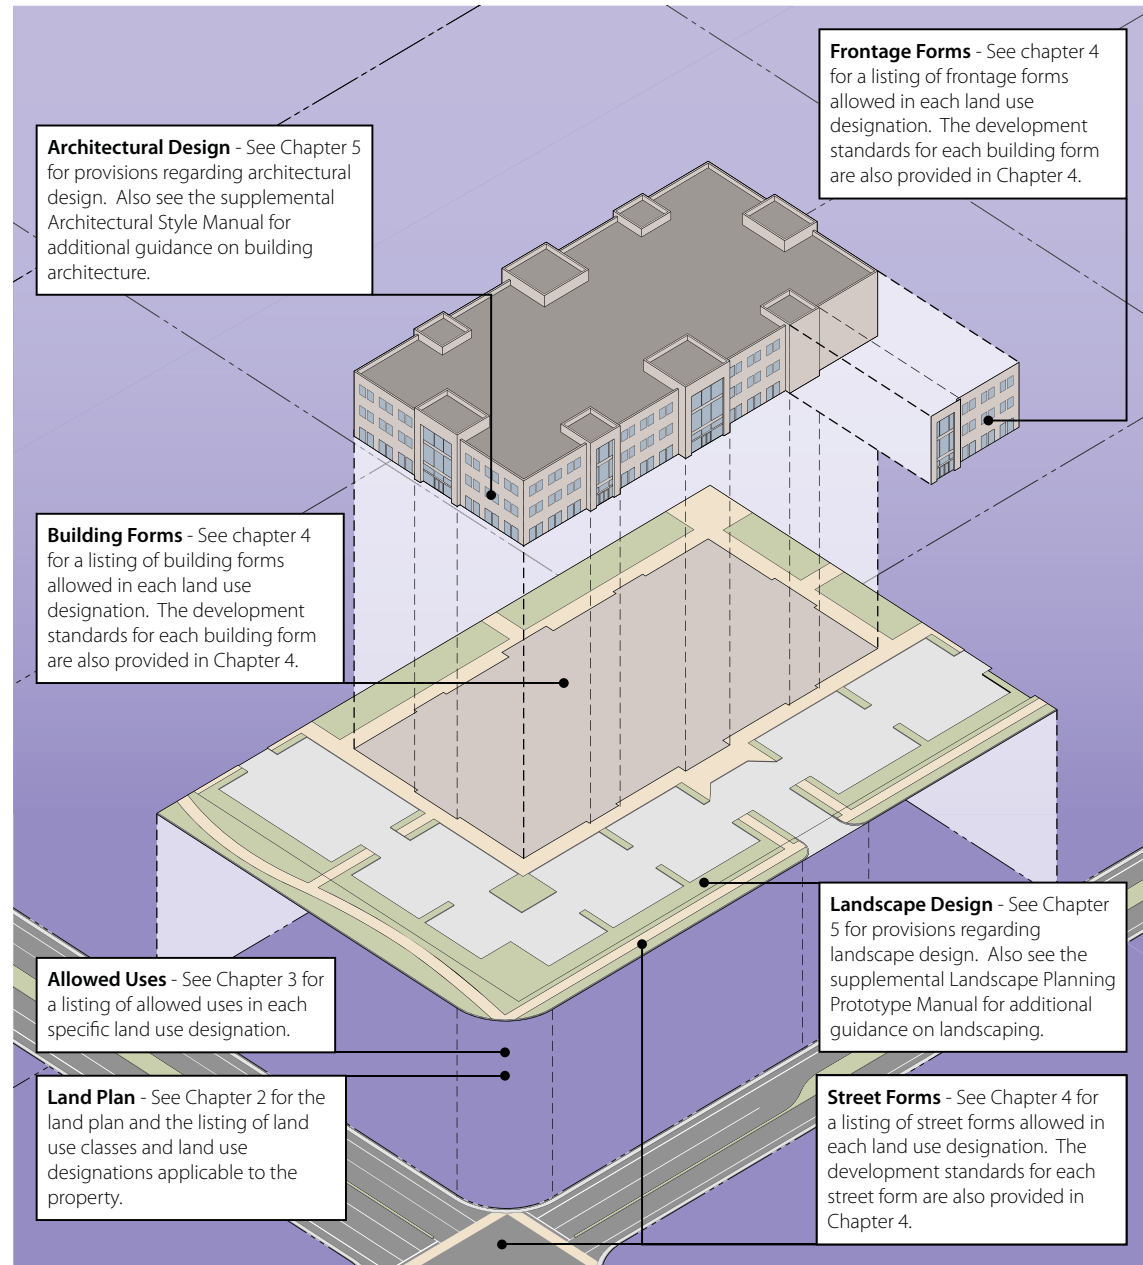 Frontage Forms - See chapter 4
for a listing of frontage forms
allowed in each land use
designation. The development
standards for each building form
are also provided in Chapter 4.
Architectural Design - See Chapter 5
for provisions regarding architectural
design. Also see the supplemental
Architectural Style Manual for
additional guidance on building
architecture.
Building Forms - See chapter 4
for a listing of building forms
allowed in each land use
designation. The development
standards for each building form
are also provided in Chapter 4.
Landscape Design - See Chapter
5 for provisions regarding
landscape design. Also see the
supplemental Landscape Planning
Prototype Manual for additional
guidance on landscaping.
Allowed Uses - See Chapter 3 for
a listing of allowed uses in each
specific land use designation.
Land Plan - See Chapter 2 for the
land plan and the listing of land
use classes and land use
designations applicable to the
property.
Street Forms - See Chapter 4 for
a listing of street forms allowed in
each land use designation. The
development standards for each
street form are also provided in
Chapter 4.